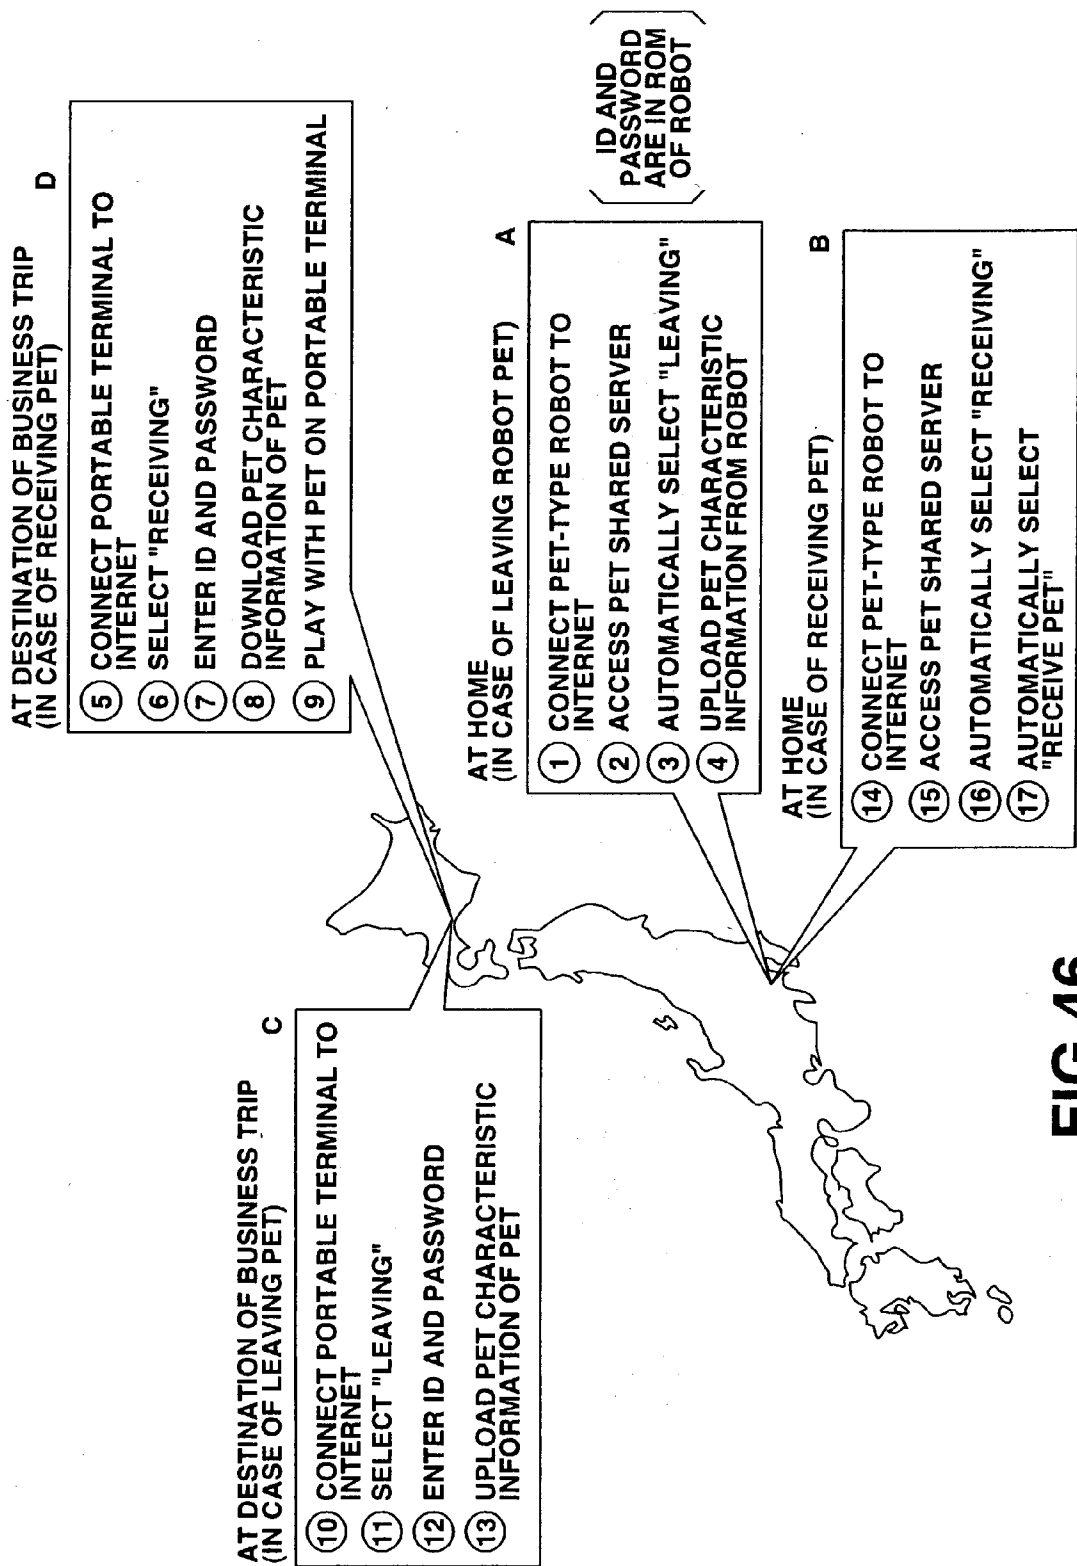 AT DESTINATION OF BUSINESS TRIP
(IN CASE OF RECEIVING PET)
D
5 CONNECT PORTABLE TERMINAL TO
INTERNET
6 SELECT "RECEIVING"
7 ENTER ID AND PASSWORD
8 DOWNLOAD PET CHARACTERISTIC
INFORMATION OF PET
9 PLAY WITH PET ON PORTABLE TERMINAL
AT DESTINATION OF BUSINESS TRIP
(IN CASE OF LEAVING PET)
C
10 CONNECT PORTABLE TERMINAL TO
INTERNET
11 SELECT "LEAVING"
12 ENTER ID AND PASSWORD
13 UPLOAD PET CHARACTERISTIC
INFORMATION OF PET
AT HOME
(IN CASE OF LEAVING ROBOT PET)
A
1 CONNECT PET-TYPE ROBOT TO
INTERNET
2 ACCESS PET SHARED SERVER
3 AUTOMATICALLY SELECT "LEAVING"
4 UPLOAD PET CHARACTERISTIC
INFORMATION FROM ROBOT
ID AND
PASSWORD
ARE IN ROM
OF ROBOT
AT HOME
(IN CASE OF RECEIVING PET)
B
14 CONNECT PET-TYPE ROBOT TO
INTERNET
15 ACCESS PET SHARED SERVER
16 AUTOMATICALLY SELECT "RECEIVING"
17 AUTOMATICALLY SELECT
"RECEIVE PET"
FIG.46